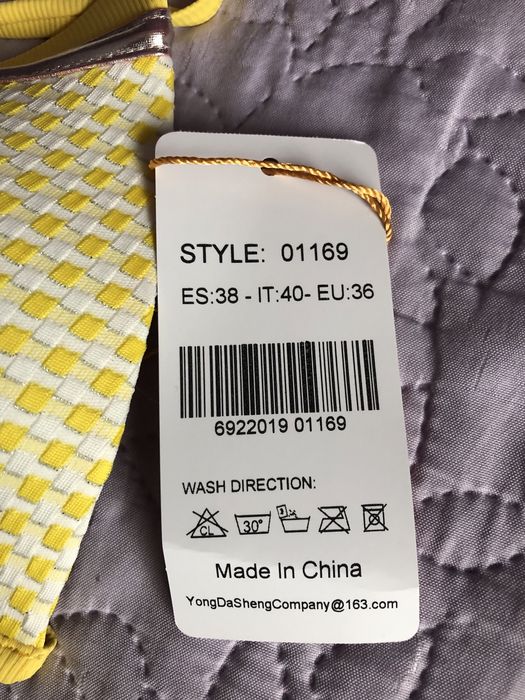 STYLE: 01169
ES:38 - IT:40- EU:36
6922019 01169
WASH DIRECTION:
CL 30°
Made In China
YongDaShengCompany@163.com